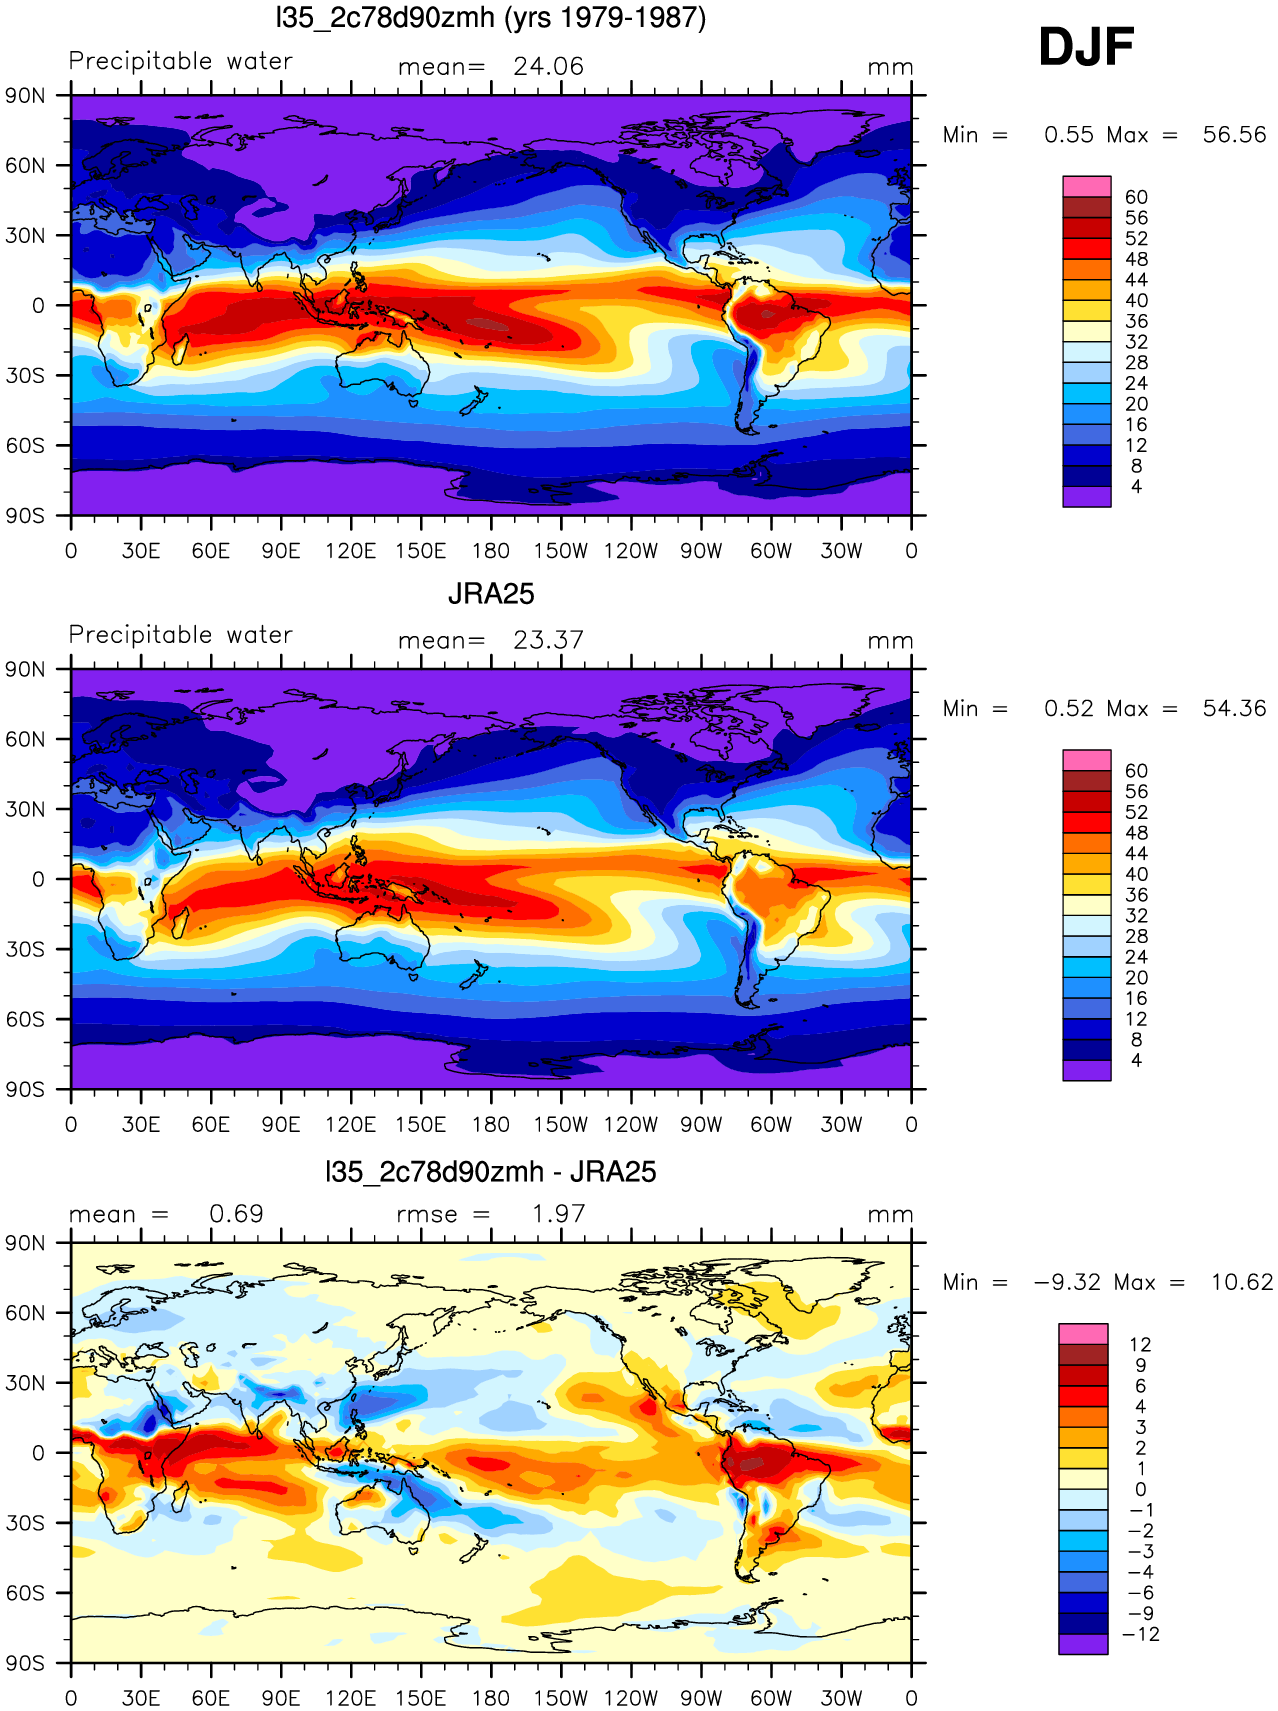 l35_2c78d90zmh (yrs 1979-1987)
DJF
Precipitable water mean= 24.06 mm
Min = 0.55 Max = 56.56
90N
60N
30N
0
30S
60S
90S
0 30E 60E 90E 120E 150E 180 150W 120W 90W 60W 30W 0
60
56
52
48
44
40
36
32
28
24
20
16
12
8
4
JRA25
Precipitable water mean= 23.37 mm
Min = 0.52 Max = 54.36
90N
60N
30N
0
30S
60S
90S
0 30E 60E 90E 120E 150E 180 150W 120W 90W 60W 30W 0
60
56
52
48
44
40
36
32
28
24
20
16
12
8
4
l35_2c78d90zmh - JRA25
mean = 0.69 rmse = 1.97 mm
Min = -9.32 Max = 10.62
90N
60N
30N
0
30S
60S
90S
0 30E 60E 90E 120E 150E 180 150W 120W 90W 60W 30W 0
12
9
6
4
3
2
1
0
-1
-2
-3
-4
-6
-9
-12